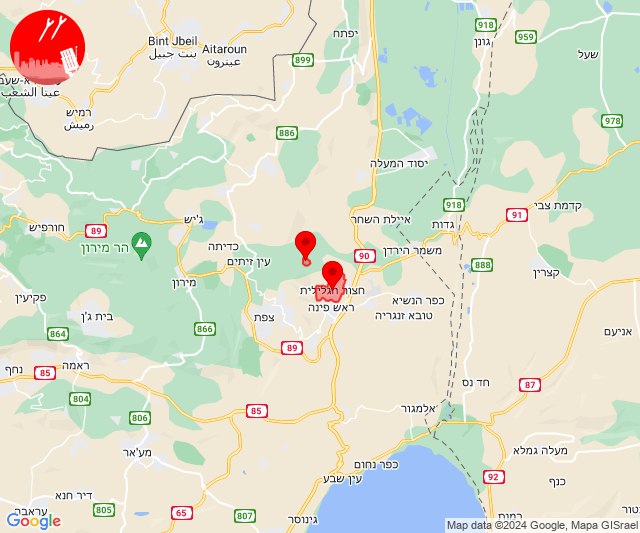 918
גונן
959
שעל
יפתח
Bint Jbeil
بنت جبيل
Aitaroun
عيترون
899
عيتا الشعب
רמיש
رميش
978
886
יסוד המעלה
918
קדמת צבי
91
איילת השחר
גדות
חורפיש
89
ג'יש
הר מירון
כדיתה
עין זיתים
90
משמר הירדן
888
קצרין
מירון
חצור הגלילית
כפר הנשיא
ראש פינה
טובא זנגריה
פקיעין
בית ג'ן
866
צפת
864
אניעם
89
ראמה
85
נחף
חד נס
87
804
85
אלמגור
806
מע'אר
מעלה גמלא
כפר נחום
92
כנף
עין שבע
דיר חנא
805
עראבה
65
807
גינוסר
Google
Map data ©2024 Google, Mapa GISrael